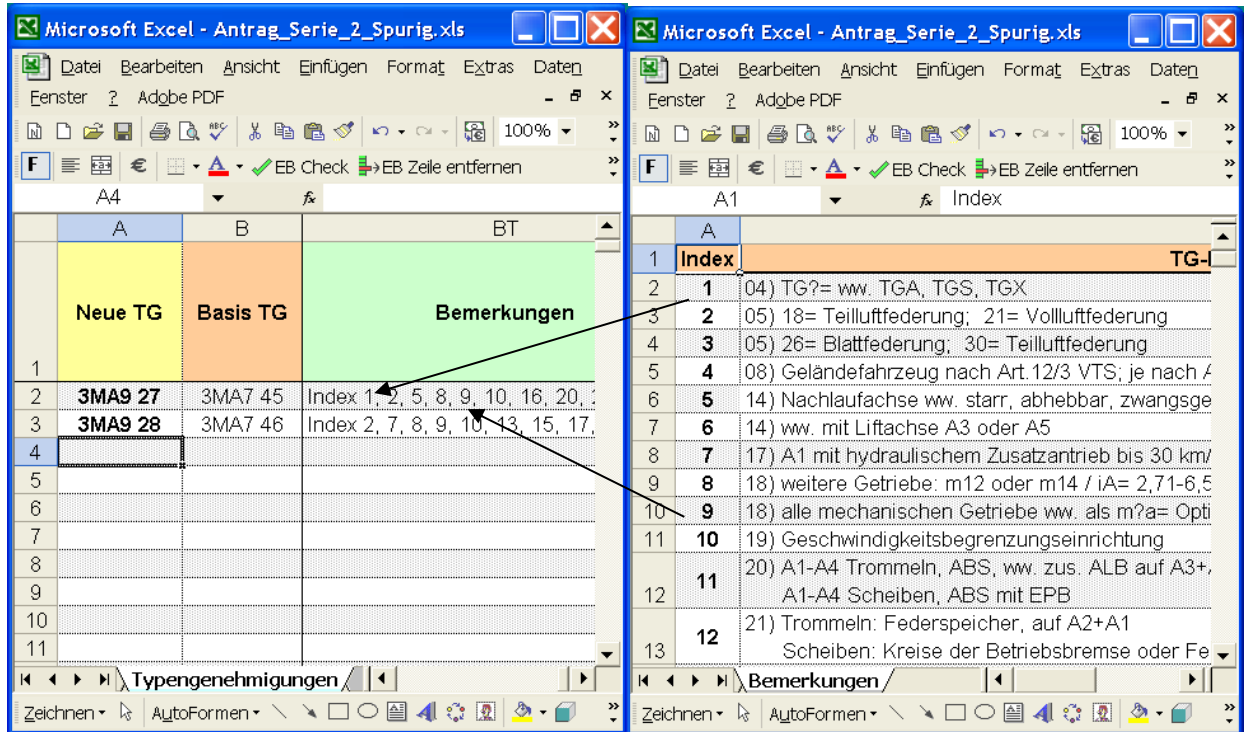 Microsoft Excel - Antrag_Serie_2_Spurig.xls
Datei Bearbeiten Ansicht Einfügen Format Extras Daten
Fenster ? Adobe PDF
100%
F € A EB Check EB Zeile entfernen
A4 fx
A B BT
1 Neue TG Basis TG Bemerkungen
2 3MA9 27 3MA7 45 Index 1, 2, 5, 8, 9, 10, 16, 20,
3 3MA9 28 3MA7 46 Index 2, 7, 8, 9, 10, 13, 15, 17,
4
5
6
7
8
9
10
11
Typengenehmigungen
Zeichnen AutoFormen
Microsoft Excel - Antrag_Serie_2_Spurig.xls
Datei Bearbeiten Ansicht Einfügen Format Extras Daten
Fenster ? Adobe PDF
100%
F € A EB Check EB Zeile entfernen
A1 fx Index
A
1 Index TG-
2 1 04) TG?= ww. TGA, TGS, TGX
3 2 05) 18= Teilluftfederung; 21= Vollluftfederung
4 3 05) 26= Blattfederung; 30= Teilluftfederung
5 4 08) Geländefahrzeug nach Art.12/3 VTS; je nach
6 5 14) Nachlaufachse ww. starr, abhebbar, zwangsge
7 6 14) ww. mit Liftachse A3 oder A5
8 7 17) A1 mit hydraulischem Zusatzantrieb bis 30 km/
9 8 18) weitere Getriebe: m12 oder m14 / iA= 2,71-6,5
10 9 18) alle mechanischen Getriebe ww. als m?a= Opti
11 10 19) Geschwindigkeitsbegrenzungseinrichtung
11 20) A1-A4 Trommeln, ABS, ww. zus. ALB auf A3+
12 A1-A4 Scheiben, ABS mit EPB
12 21) Trommeln: Federspeicher, auf A2+A1
13 Scheiben: Kreise der Betriebsbremse oder Fe
Bemerkungen
Zeichnen AutoFormen